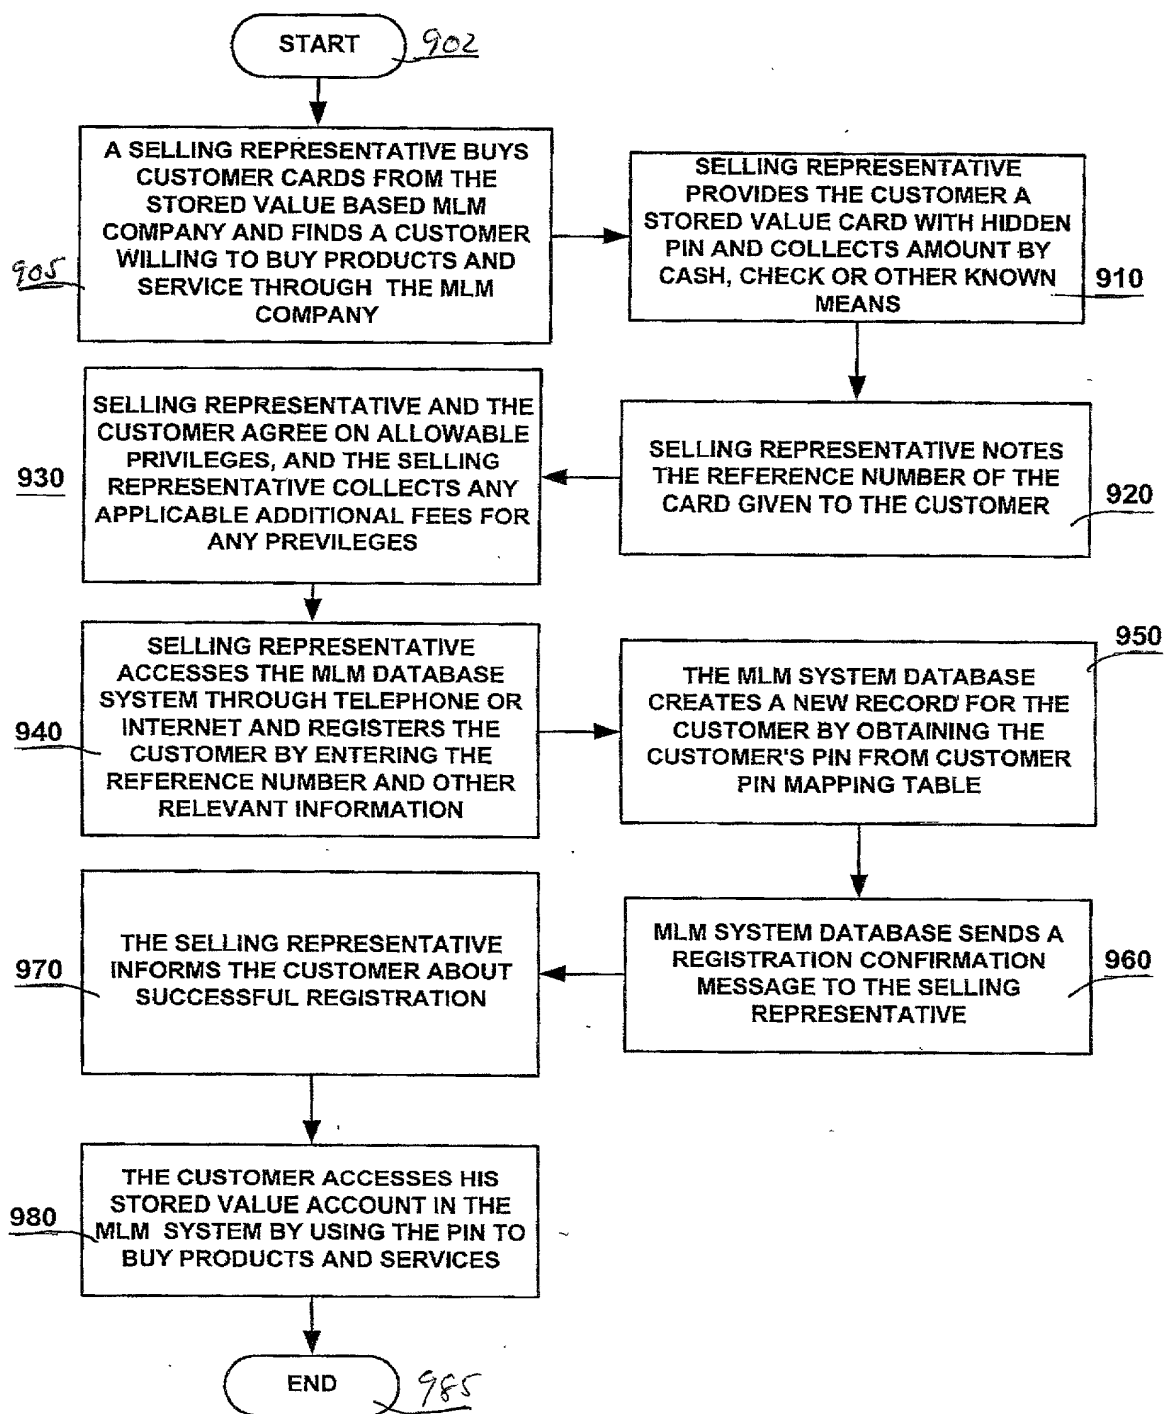 START
902
A SELLING REPRESENTATIVE BUYS
CUSTOMER CARDS FROM THE
STORED VALUE BASED MLM
COMPANY AND FINDS A CUSTOMER
WILLING TO BUY PRODUCTS AND
SERVICE THROUGH THE MLM
COMPANY
905
SELLING REPRESENTATIVE
PROVIDES THE CUSTOMER A
STORED VALUE CARD WITH HIDDEN
PIN AND COLLECTS AMOUNT BY
CASH, CHECK OR OTHER KNOWN
MEANS
910
SELLING REPRESENTATIVE NOTES
THE REFERENCE NUMBER OF THE
CARD GIVEN TO THE CUSTOMER
920
SELLING REPRESENTATIVE AND THE
CUSTOMER AGREE ON ALLOWABLE
PRIVILEGES, AND THE SELLING
REPRESENTATIVE COLLECTS ANY
APPLICABLE ADDITIONAL FEES FOR
ANY PREVILEGES
930
SELLING REPRESENTATIVE
ACCESSES THE MLM DATABASE
SYSTEM THROUGH TELEPHONE OR
INTERNET AND REGISTERS THE
CUSTOMER BY ENTERING THE
REFERENCE NUMBER AND OTHER
RELEVANT INFORMATION
940
950
THE MLM SYSTEM DATABASE
CREATES A NEW RECORD FOR THE
CUSTOMER BY OBTAINING THE
CUSTOMER'S PIN FROM CUSTOMER
PIN MAPPING TABLE
MLM SYSTEM DATABASE SENDS A
REGISTRATION CONFIRMATION
MESSAGE TO THE SELLING
REPRESENTATIVE
960
THE SELLING REPRESENTATIVE
INFORMS THE CUSTOMER ABOUT
SUCCESSFUL REGISTRATION
970
THE CUSTOMER ACCESSES HIS
STORED VALUE ACCOUNT IN THE
MLM SYSTEM BY USING THE PIN TO
BUY PRODUCTS AND SERVICES
980
END
985